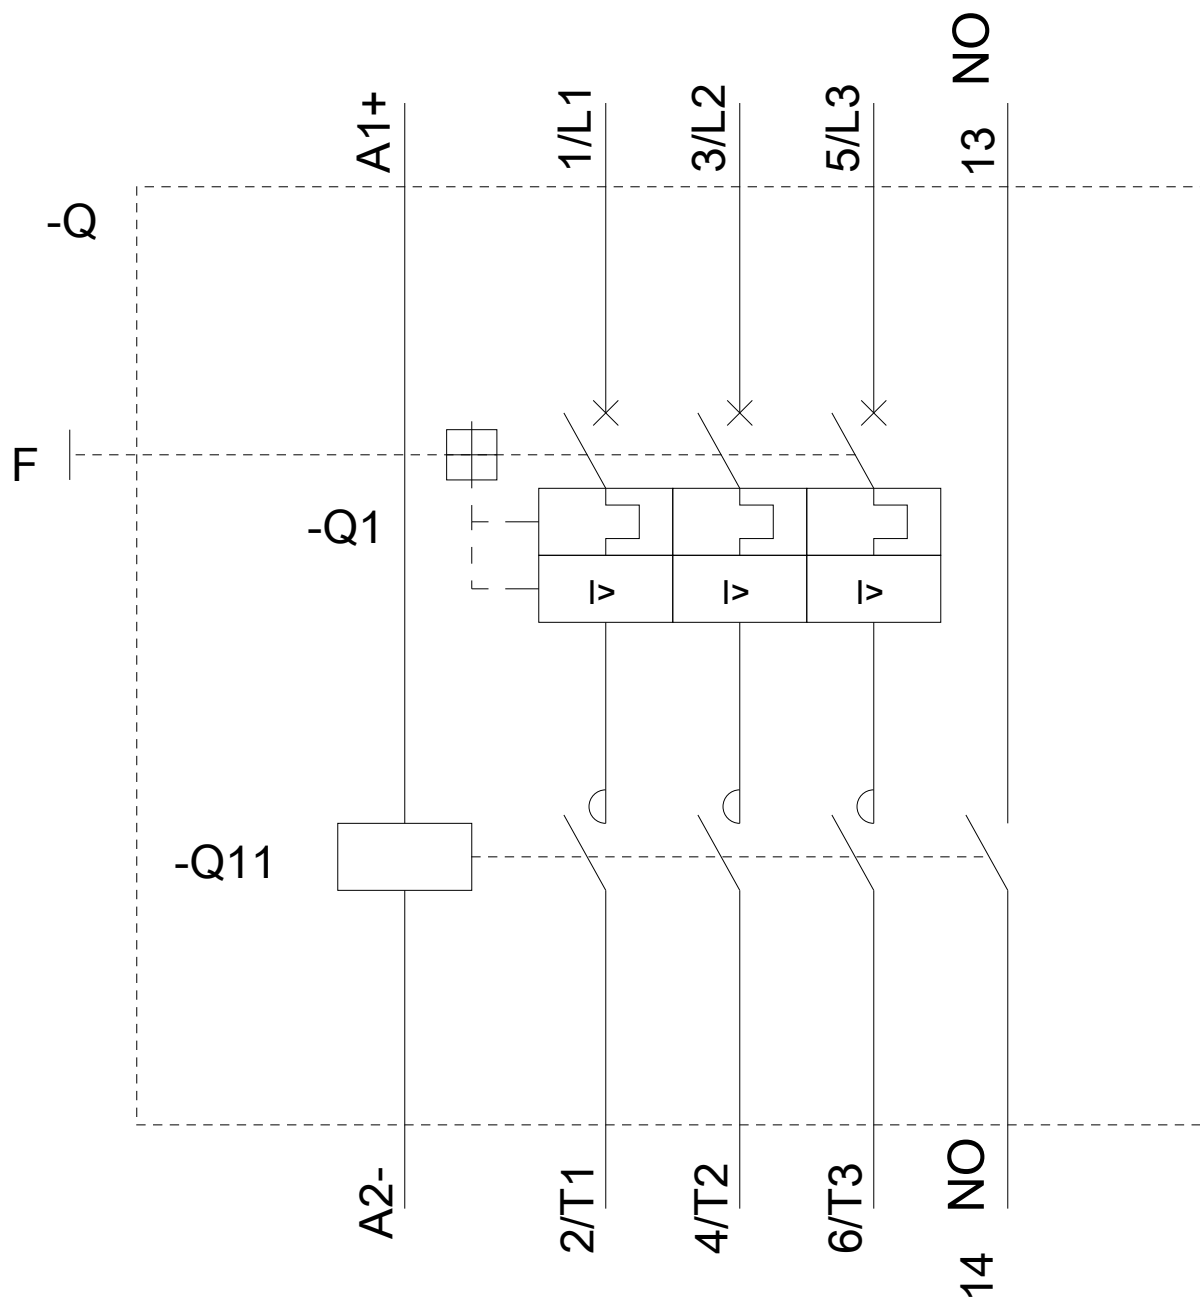 A1+
1/L1
3/L2
5/L3
13 NO
-Q
F
-Q1
I> I> I>
-Q11
A2-
2/T1
4/T2
6/T3
14 NO